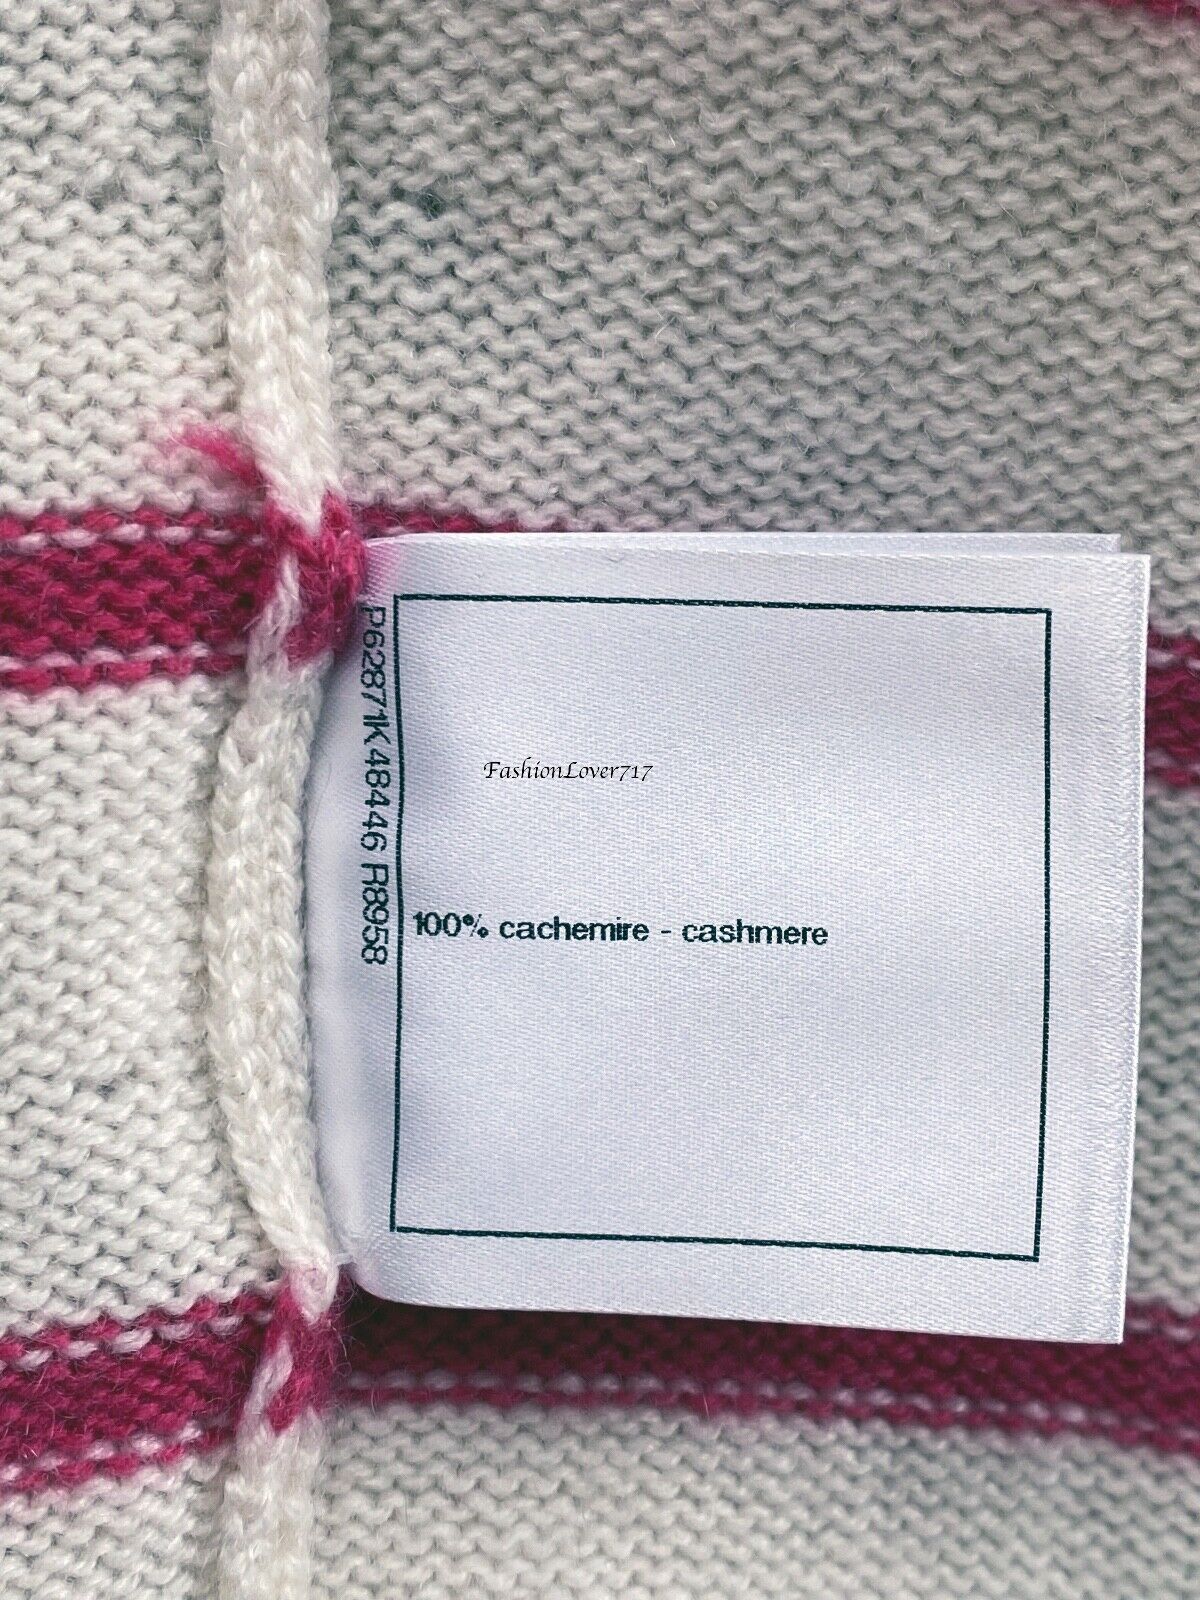 P62871K48446 R8958
FashionLover717
100% cachemire - cashmere